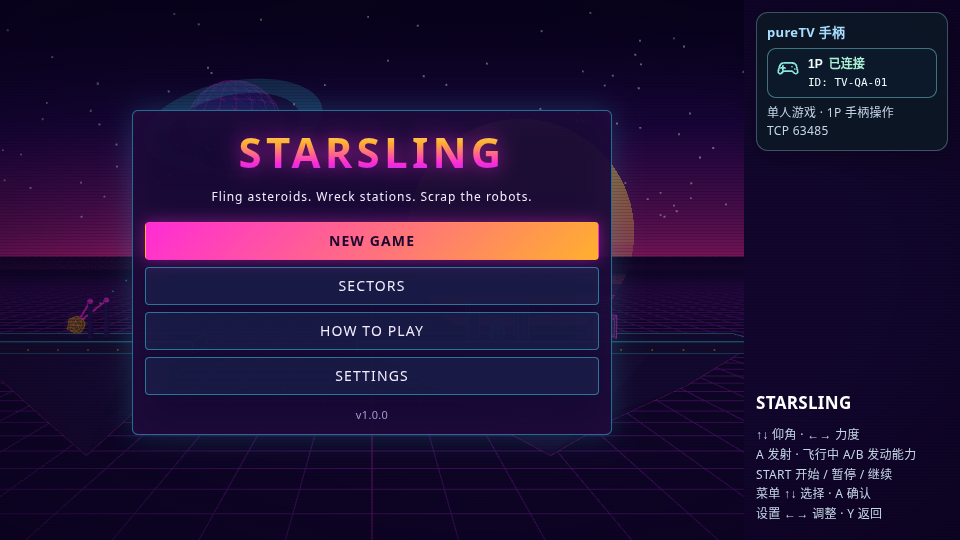 STARSLING
Fling asteroids. Wreck stations. Scrap the robots.
NEW GAME
SECTORS
HOW TO PLAY
SETTINGS
v1.0.0
pureTV 手柄
1P 已连接
ID: TV-QA-01
单人游戏 · 1P 手柄操作
TCP 63485
STARSLING
↑↓ 仰角 · ←→ 力度
A 发射 · 飞行中 A/B 发动能力
START 开始 / 暂停 / 继续
菜单 ↑↓ 选择 · A 确认
设置 ←→ 调整 · Y 返回